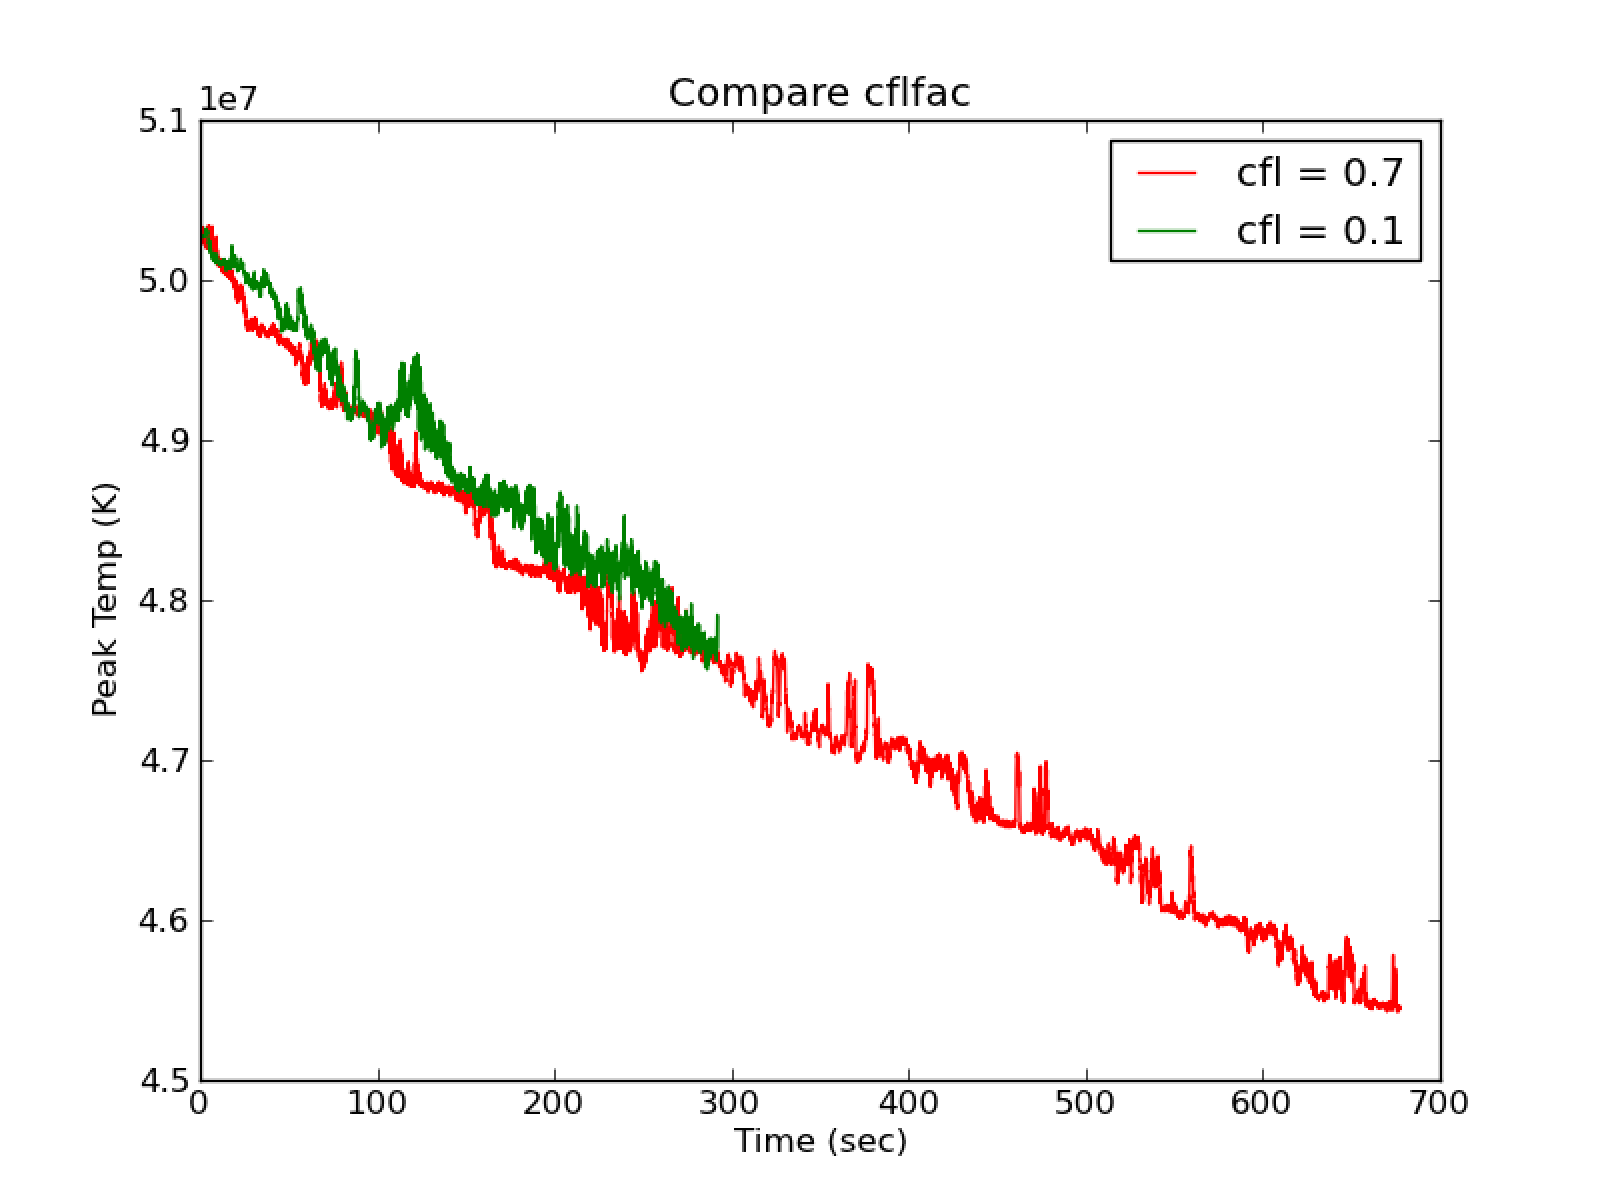 Compare cflfac
1e7
5.1
5.0
4.9
4.8
4.7
4.6
4.5
Peak Temp (K)
cfl = 0.7
cfl = 0.1
0 100 200 300 400 500 600 700
Time (sec)